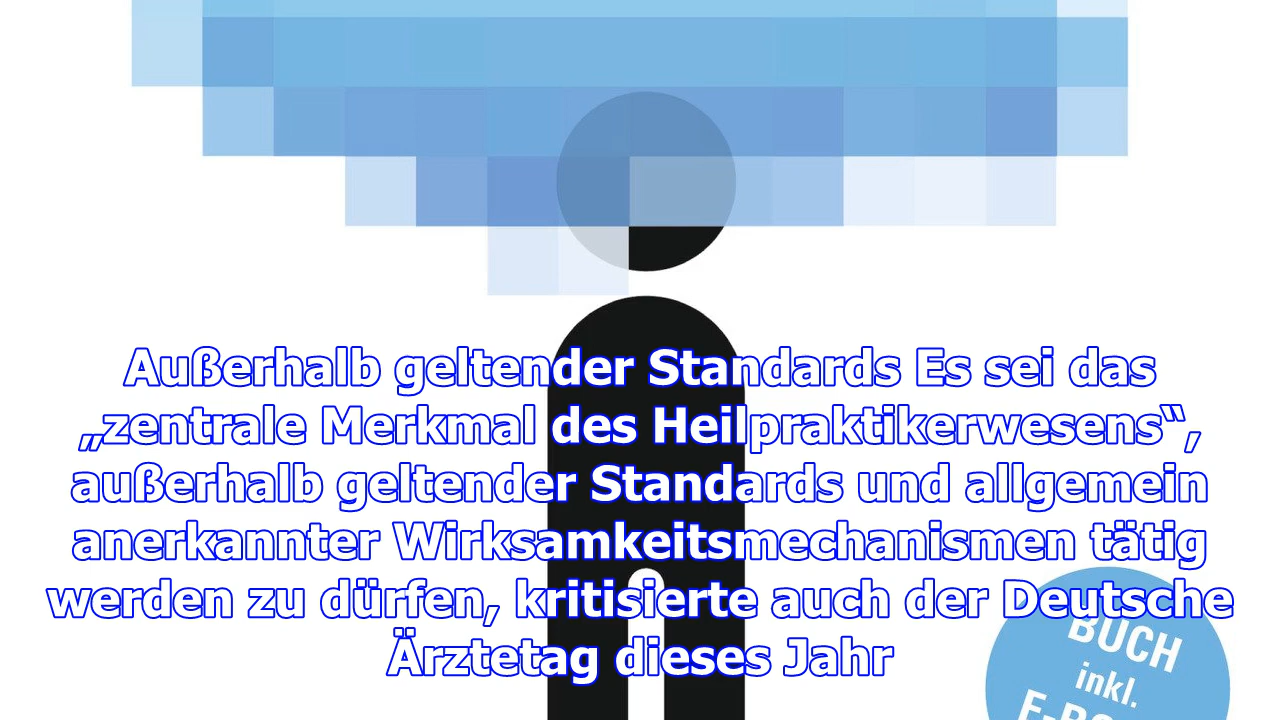 Außerhalb geltender Standards Es sei das
„zentrale Merkmal des Heilpraktikerwesens“,
außerhalb geltender Standards und allgemein
anerkannter Wirksamkeitsmechanismen tätig
werden zu dürfen, kritisierte auch der Deutsche
Ärztetag dieses Jahr
BUCH
inkl.